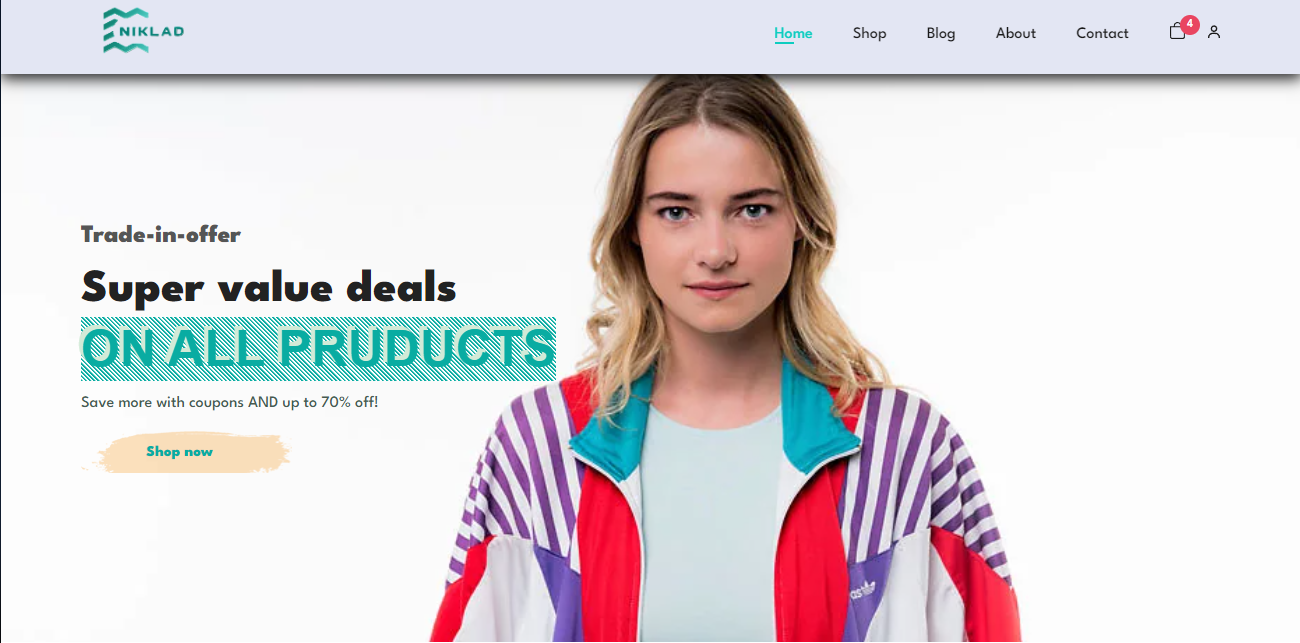 NIKLAD
Home Shop Blog About Contact 4
Trade-in-offer
Super value deals
ON ALL PRUDUCTS
Save more with coupons AND up to 70% off!
Shop now